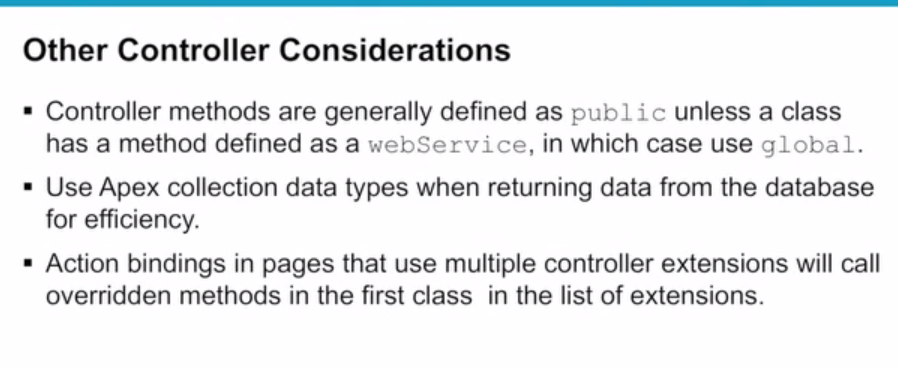 Other Controller Considerations
▪ Controller methods are generally defined as public unless a class
has a method defined as a webService, in which case use global.
▪ Use Apex collection data types when returning data from the database
for efficiency.
▪ Action bindings in pages that use multiple controller extensions will call
overridden methods in the first class  in the list of extensions.